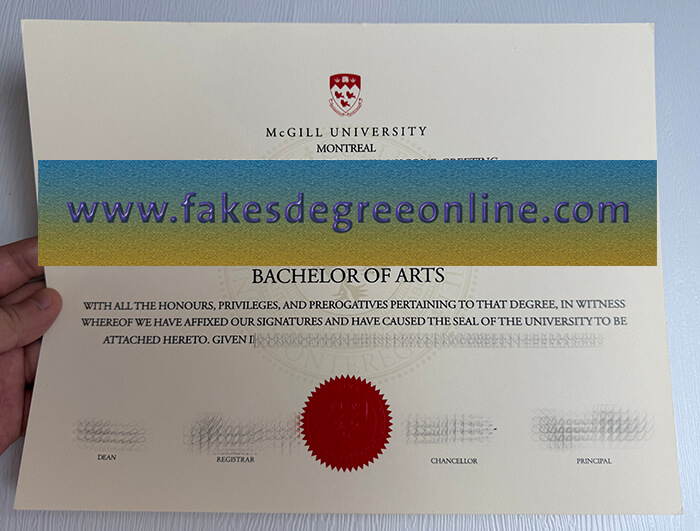 McGILL UNIVERSITY
MONTREAL
GREETING
www.fakesdegreeonline.com
BACHELOR OF ARTS
WITH ALL THE HONOURS, PRIVILEGES, AND PREROGATIVES PERTAINING TO THAT DEGREE, IN WITNESS
WHEREOF WE HAVE AFFIXED OUR SIGNATURES AND HAVE CAUSED THE SEAL OF THE UNIVERSITY TO BE
ATTACHED HERETO. GIVEN
DEAN
REGISTRAR
CHANCELLOR
PRINCIPAL